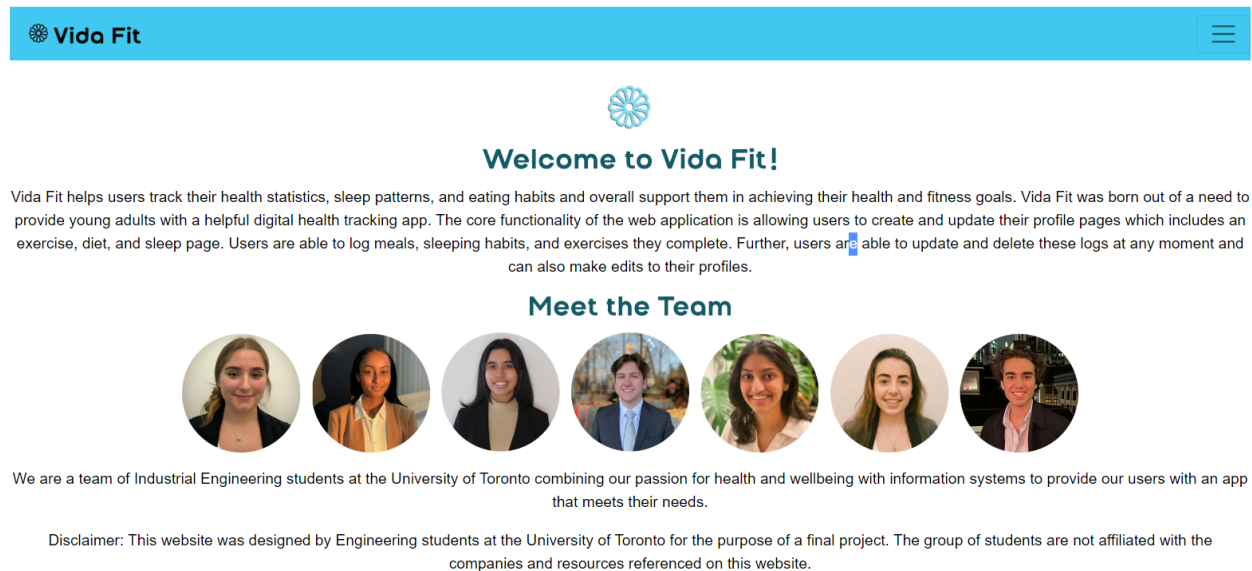 Vida Fit
Welcome to Vida Fit!
Vida Fit helps users track their health statistics, sleep patterns, and eating habits and overall support them in achieving their health and fitness goals. Vida Fit was born out of a need to
provide young adults with a helpful digital health tracking app. The core functionality of the web application is allowing users to create and update their profile pages which includes an
exercise, diet, and sleep page. Users are able to log meals, sleeping habits, and exercises they complete. Further, users are able to update and delete these logs at any moment and
can also make edits to their profiles.
Meet the Team
We are a team of Industrial Engineering students at the University of Toronto combining our passion for health and wellbeing with information systems to provide our users with an app
that meets their needs.
Disclaimer: This website was designed by Engineering students at the University of Toronto for the purpose of a final project. The group of students are not affiliated with the
companies and resources referenced on this website.